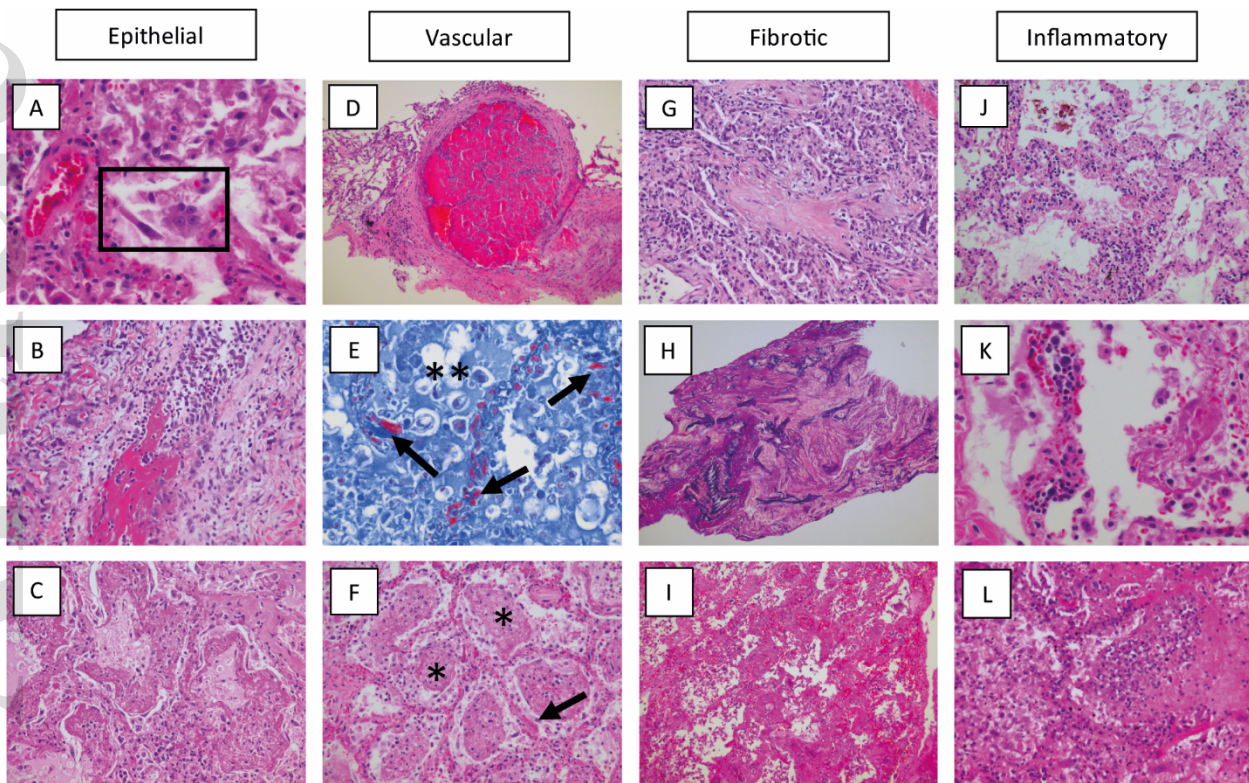 Epithelial
Vascular
Fibrotic
Inflammatory
A
D
G
J
B
E
* *
H
K
C
F
*
*
I
L